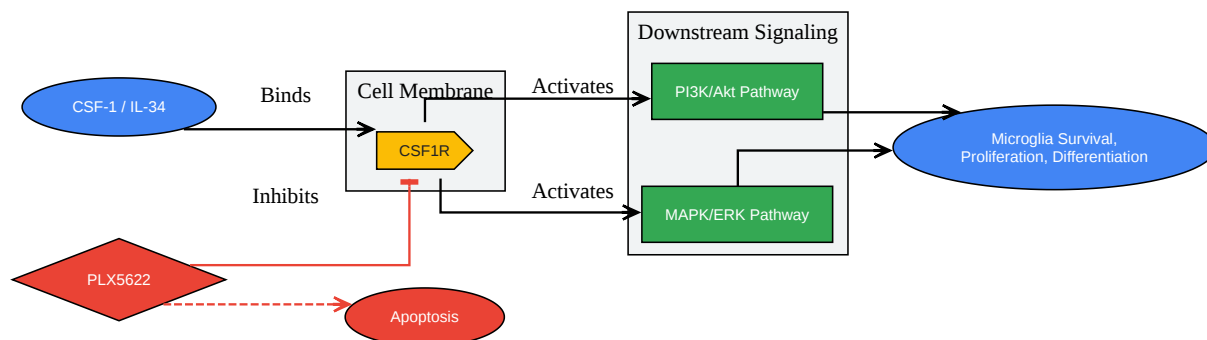 Downstream Signaling
Cell Membrane
Activates
PI3K/Akt Pathway
CSF-1 / IL-34
Binds
CSF1R
Microglia Survival,
Proliferation, Differentiation
Inhibits
Activates
MAPK/ERK Pathway
PLX5622
Apoptosis